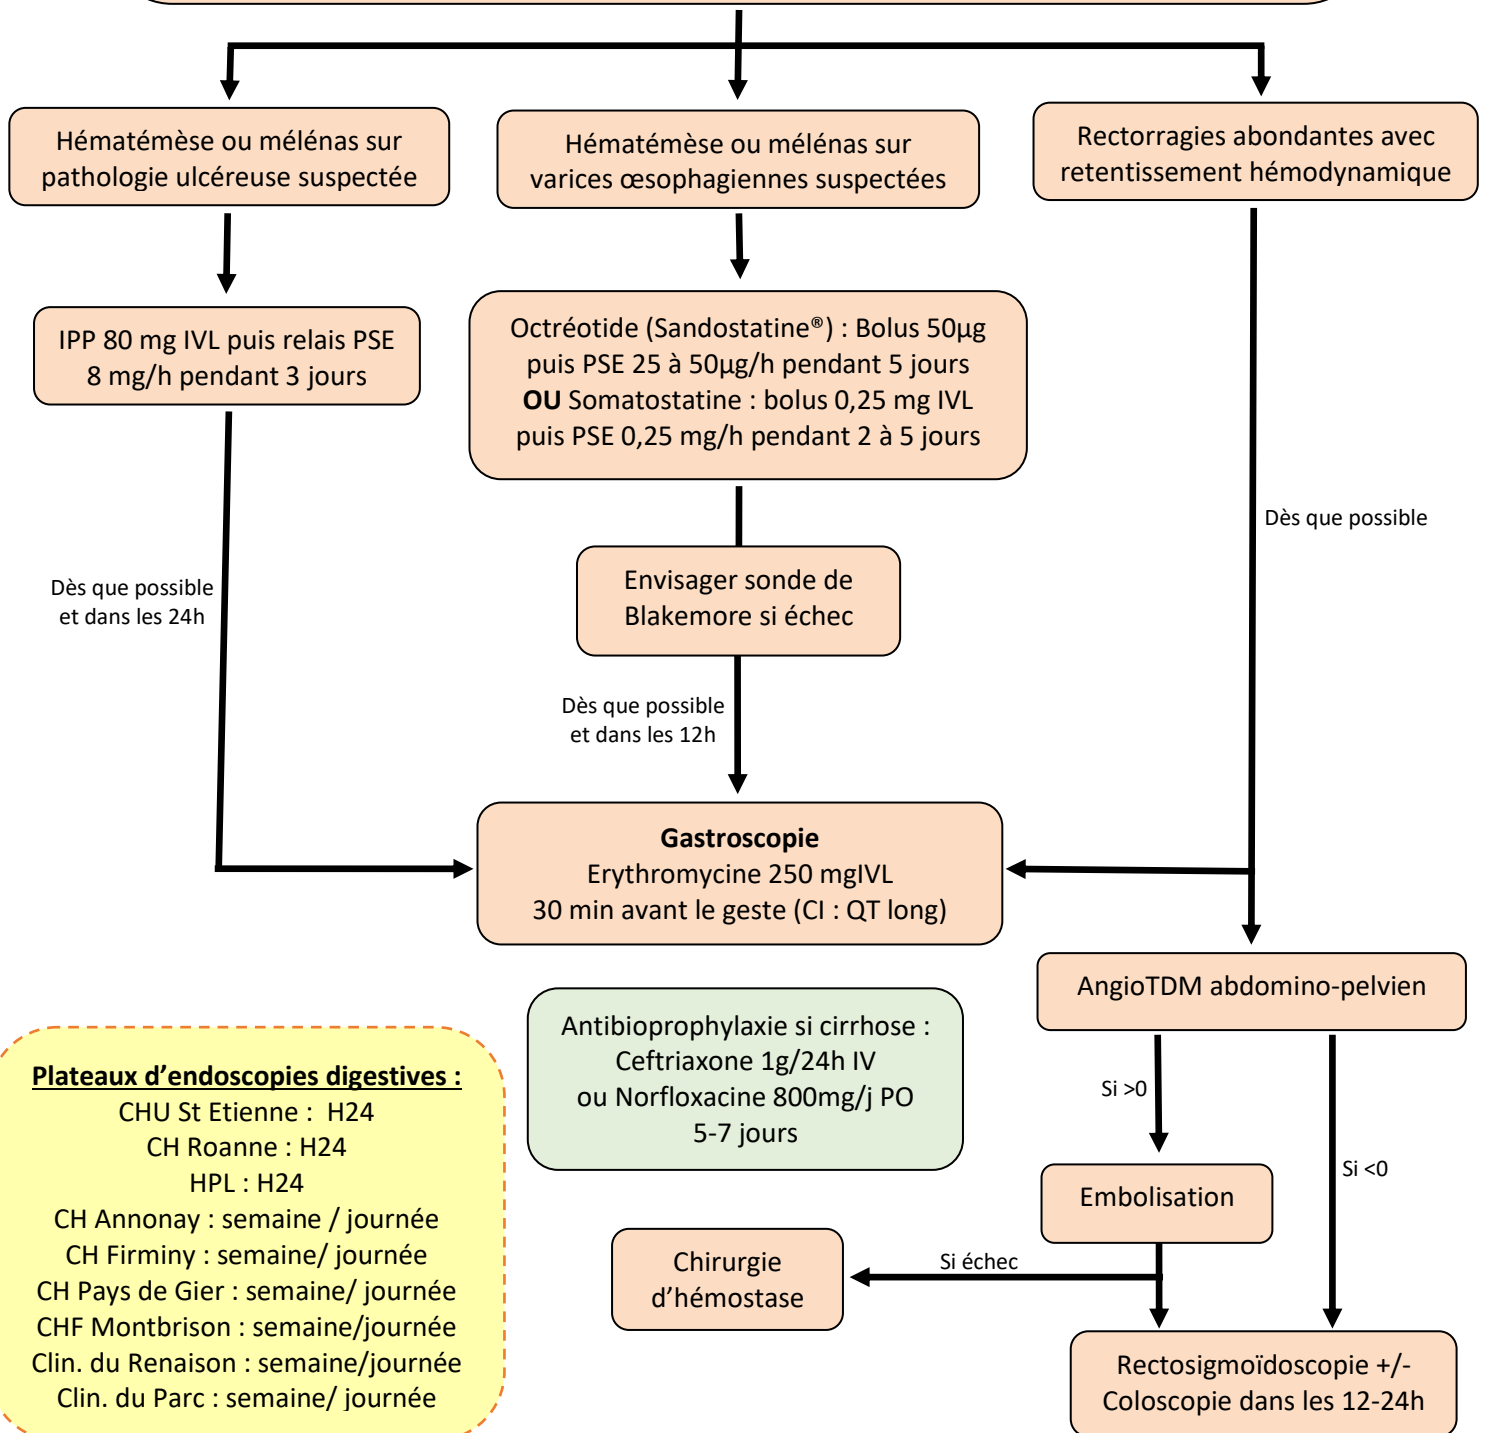 Hématémèse ou mélénas sur
pathologie ulcéreuse suspectée
Hématémèse ou mélénas sur
varices œsophagiennes suspectées
Rectorragies abondantes avec
retentissement hémodynamique
IPP 80 mg IVL puis relais PSE
8 mg/h pendant 3 jours
Octréotide (Sandostatine®) : Bolus 50µg
puis PSE 25 à 50µg/h pendant 5 jours
OU Somatostatine : bolus 0,25 mg IVL
puis PSE 0,25 mg/h pendant 2 à 5 jours
Dès que possible
Envisager sonde de
Blakemore si échec
Dès que possible
et dans les 24h
Dès que possible
et dans les 12h
Gastroscopie
Erythromycine 250 mgIVL
30 min avant le geste (CI : QT long)
AngioTDM abdomino-pelvien
Antibioprophylaxie si cirrhose :
Ceftriaxone 1g/24h IV
ou Norfloxacine 800mg/j PO
5-7 jours
Si >0
Si <0
Embolisation
Si échec
Chirurgie
d’hémostase
Rectosigmoïdoscopie +/-
Coloscopie dans les 12-24h
Plateaux d’endoscopies digestives :
CHU St Etienne : H24
CH Roanne : H24
HPL : H24
CH Annonay : semaine / journée
CH Firminy : semaine/ journée
CH Pays de Gier : semaine/ journée
CHF Montbrison : semaine/journée
Clin. du Renaison : semaine/journée
Clin. du Parc : semaine/ journée